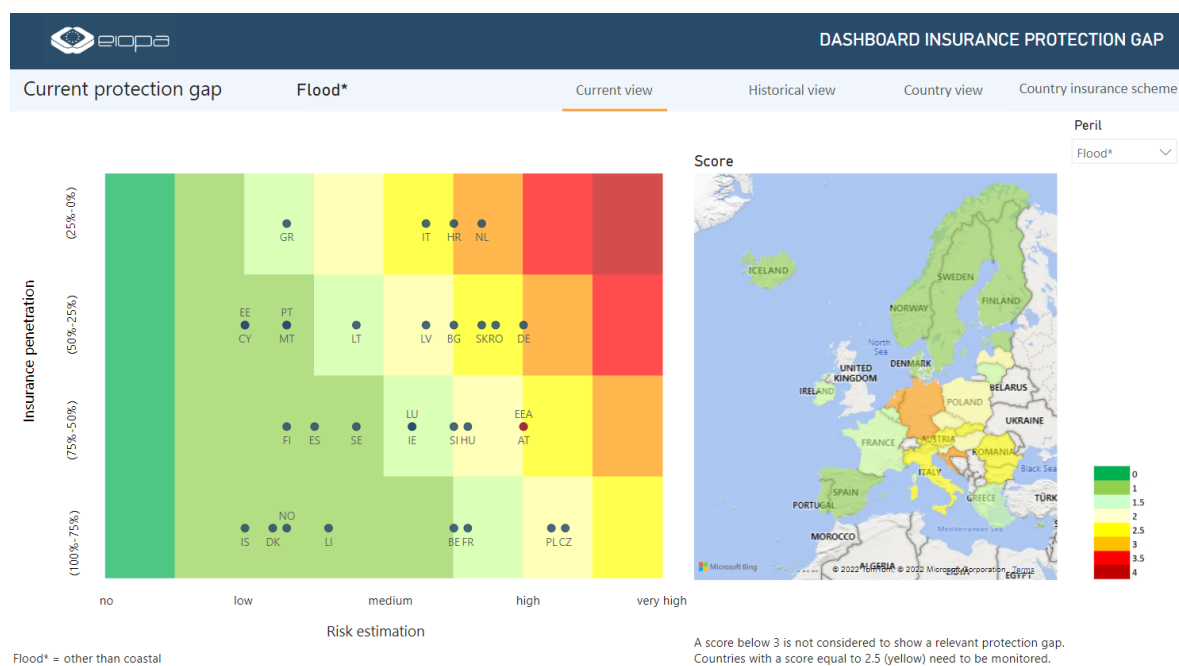 eiopa
DASHBOARD INSURANCE PROTECTION GAP
Current protection gap
Flood*
Current view
Historical view
Country view
Country insurance scheme
Peril
Flood*
Insurance penetration
(25%-0%)
GR
IT
HR
NL
(50%-25%)
EE
PT
CY
MT
LT
LV
BG
SK
RO
DE
(75%-50%)
LU
EEA
FI
ES
SE
IE
SI
HU
AT
(100%-75%)
NO
IS
DK
LI
BE
FR
PL
CZ
no
low
medium
high
very high
Risk estimation
Flood* = other than coastal
Score
ICELAND
SWEDEN
FINLAND
NORWAY
North
Sea
DENMARK
UNITED
KINGDOM
IRELAND
BELARUS
POLAND
UKRAINE
FRANCE
AUSTRIA
ROMANIA
ITALY
Black Sea
SPAIN
PORTUGAL
GREECE
TÜRK
Mediterranean Sea
MOROCCO
ALGERIA
EGYPT
Microsoft Bing
© 2022 TomTom, © 2022 Microsoft Corporation Terms
0
1
1.5
2
2.5
3
3.5
4
A score below 3 is not considered to show a relevant protection gap.
Countries with a score equal to 2.5 (yellow) need to be monitored.